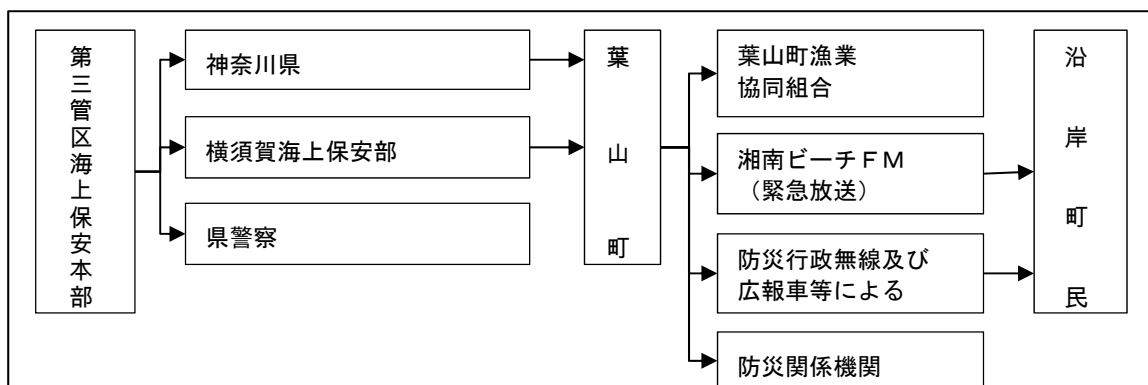 第三管区海上保安本部
神奈川県
横須賀海上保安部
県警察
葉山町
葉山町漁業
協同組合
湘南ビーチＦＭ
（緊急放送）
防災行政無線及び
広報車等による
防災関係機関
沿岸町民